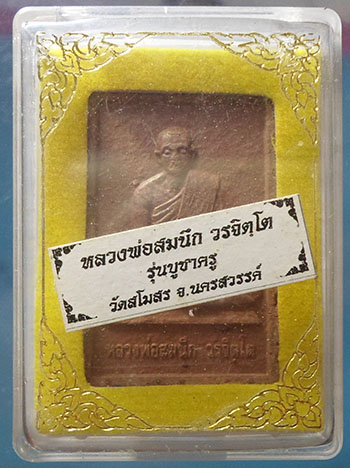 หลวงพ่อสมนึก วรจิตฺโต
รุ่นบูชาครู
วัดสโมสร จ.นครสวรรค์
หลวงพ่อสมนึก-วรจิตฺโต